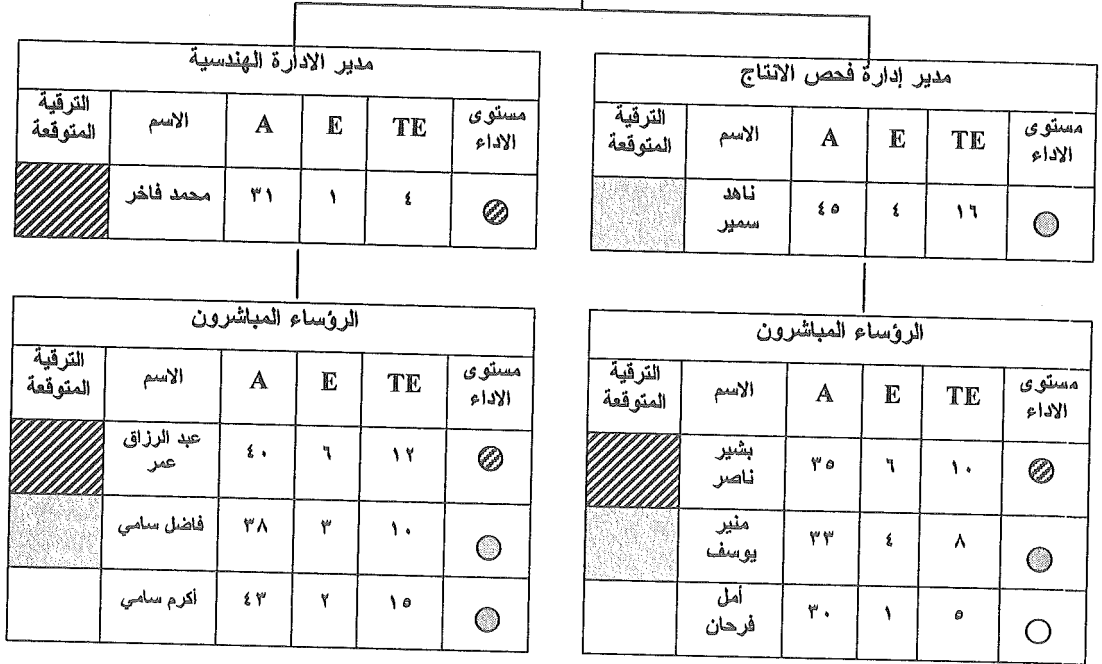 مدير إدارة فحص الانتاج
مستوى الاداء TE E A الاسم الترقية المتوقعة
١٦ ٤ ٤٥ ناهد سمير
الرؤساء المباشرون
مستوى الاداء TE E A الاسم الترقية المتوقعة
١٠ ٦ ٣٥ بشير ناصر
٨ ٤ ٣٣ منير يوسف
٥ ١ ٣٠ أمل فرحان
مدير الادارة الهندسية
مستوى الاداء TE E A الاسم الترقية المتوقعة
٤ ١ ٣١ محمد فاخر
الرؤساء المباشرون
مستوى الاداء TE E A الاسم الترقية المتوقعة
١٢ ٦ ٤٠ عبد الرزاق عمر
١٠ ٣ ٣٨ فاضل سامي
١٥ ٢ ٤٣ أكرم سامي